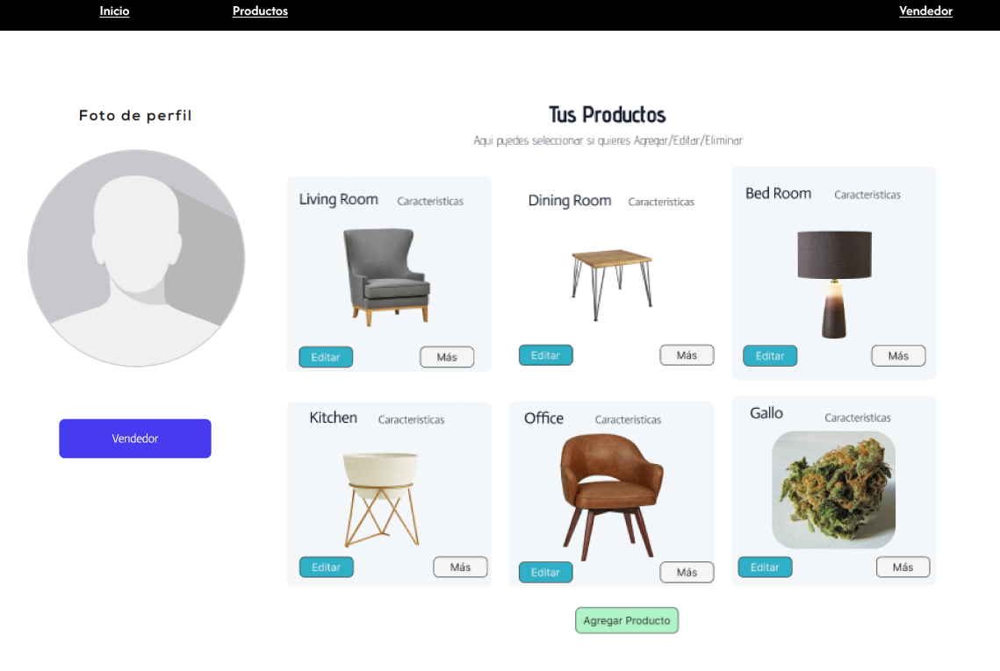 Inicio Productos Vendedor
Foto de perfil
Tus Productos
Aqui puedes seleccionar si quieres Agregar/Editar/Eliminar
Living Room Caracteristicas
Editar Más
Dining Room Caracteristicas
Editar Más
Bed Room Caracteristicas
Editar Más
Vendedor
Kitchen Caracteristicas
Editar Más
Office Caracteristicas
Editar Más
Gallo Caracteristicas
Editar Más
Agregar Producto